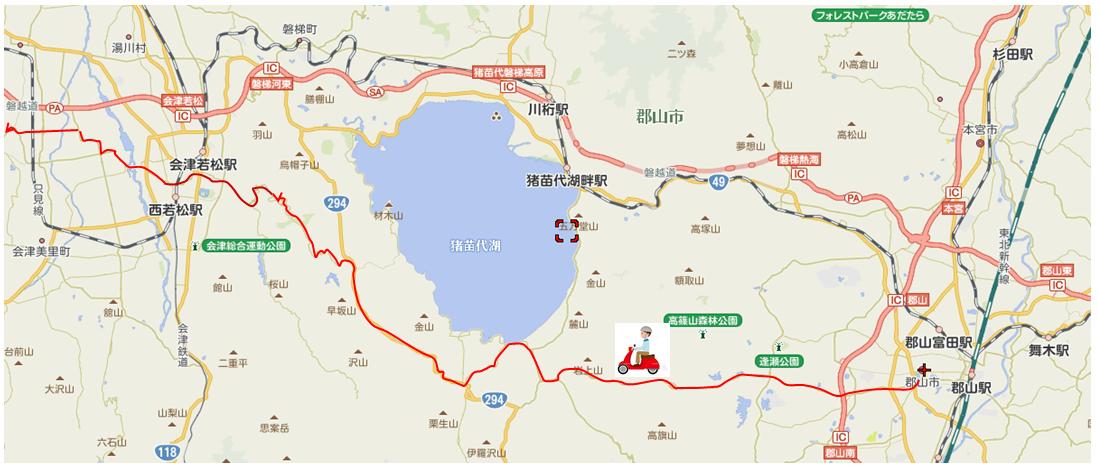 フォレストパークあだたら
磐梯町
湯川村
二ツ森
杉田駅
小高倉山
IC
磐梯河東
猪苗代磐梯高原
IC
SA
離山
磐越道
PA
会津若松
IC
膳棚山
川桁駅
郡山市
羽山
高松山
本宮市
夢想山
会津若松駅
烏帽子山
磐梯熱海
IC
磐越道
猪苗代湖畔駅
49
只見線
294
PA
IC
本宮
西若松駅
材木山
五万堂山
高塚山
会津美里町
会津総合運動公園
猪苗代湖
東北新幹線
館山
桜山
金山
額取山
郡山東
IC
舘山
早坂山
IC
郡山
金山
麓山
高篠山森林公園
会津鉄道
郡山富田駅
台前山
二重平
沢山
逢瀬公園
舞木駅
岩上山
大沢山
郡山市
郡山駅
294
山梨山
栗生山
思案岳
高旗山
六石山
118
伊羅沢山
IC
郡山南